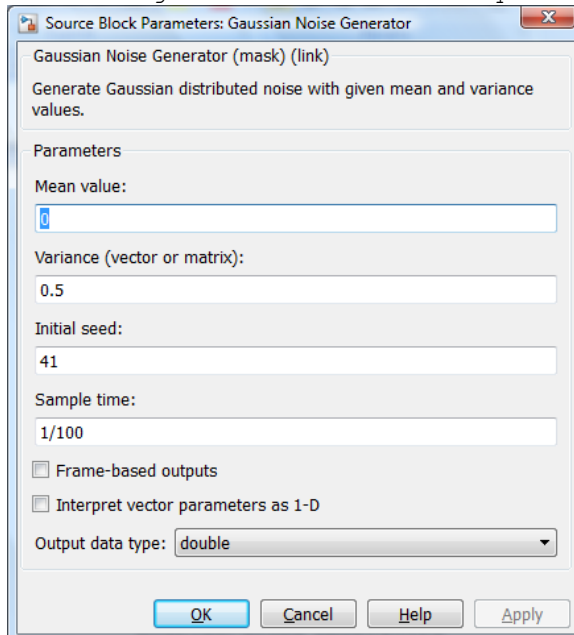 Source Block Parameters: Gaussian Noise Generator
Gaussian Noise Generator (mask) (link)
Generate Gaussian distributed noise with given mean and variance
values.
Parameters
Mean value:
0
Variance (vector or matrix):
0.5
Initial seed:
41
Sample time:
1/100
Frame-based outputs
Interpret vector parameters as 1-D
Output data type: double
OK Cancel Help Apply